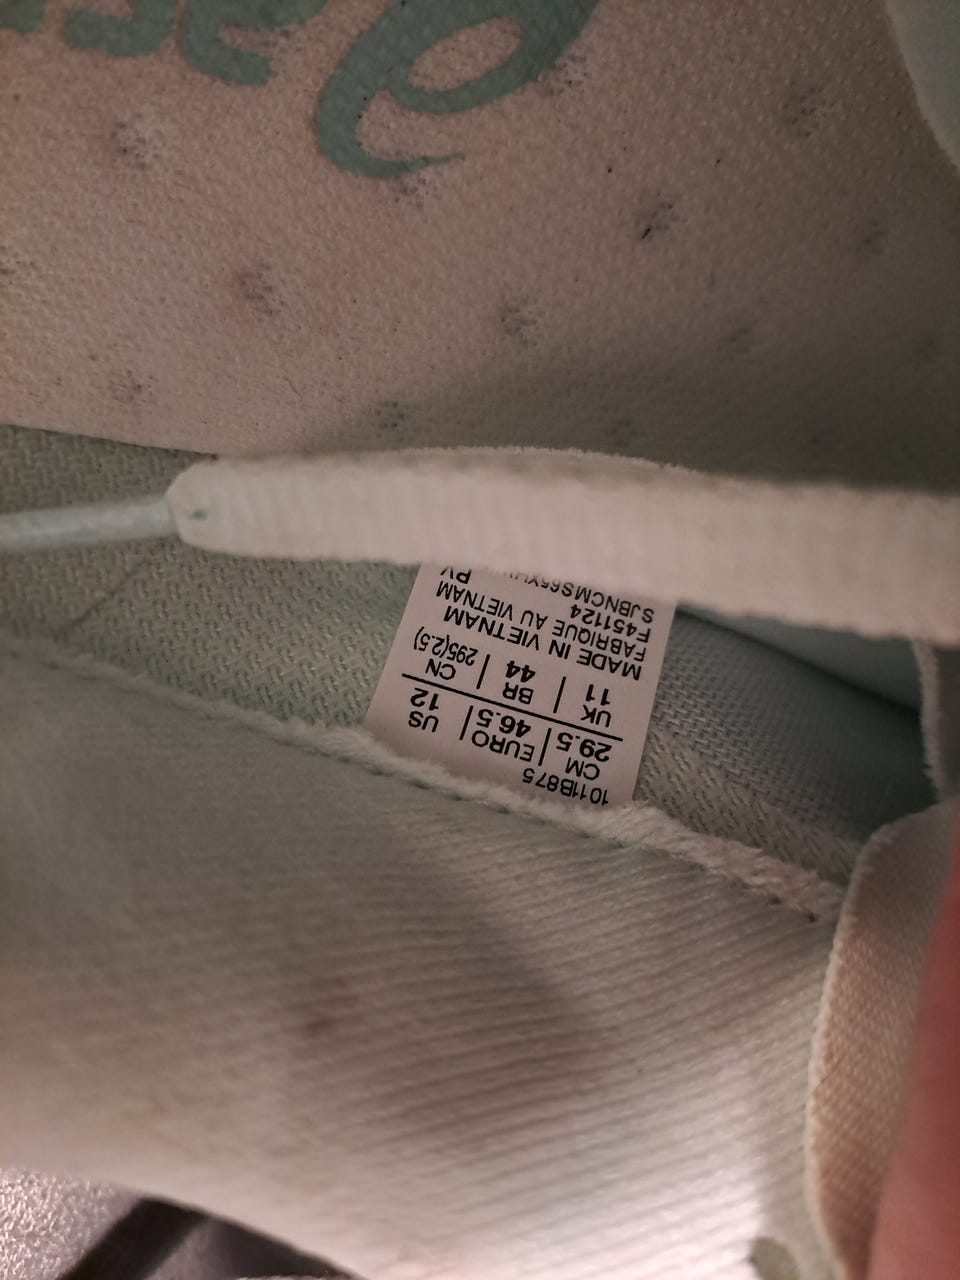 1011B875
CM EURO US
29.5 46.5 12
UK BR CN
11 44 295(2.5)
MADE IN VIETNAM
FABRIQUE AU VIETNAM
F451124
PV